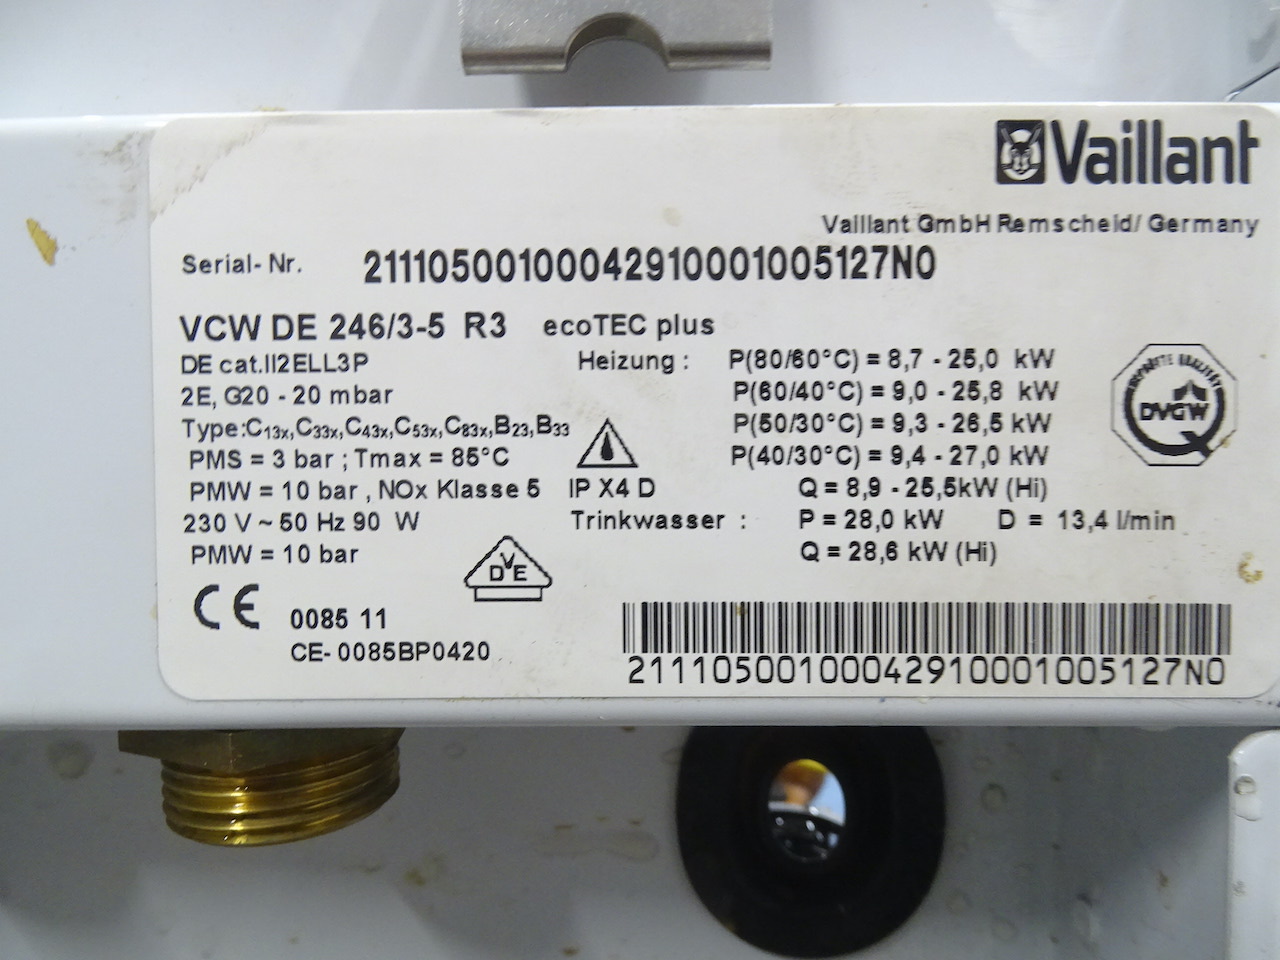 Vaillant
Vaillant GmbH Remscheid/ Germany
Serial-Nr. 21110500100042910001005127N0
VCW DE 246/3-5 R3 ecoTEC plus
DE cat.II2ELL3P Heizung : P(80/60°C) = 8,7 - 25,0 kW
2E, G20 - 20 mbar P(60/40°C) = 9,0 - 25,8 kW
Type:C13x,C33x,C43x,C53x,C83x,B23,B33 P(50/30°C) = 9,3 - 26,5 kW
PMS = 3 bar ; Tmax = 85°C P(40/30°C) = 9,4 - 27,0 kW
PMW = 10 bar , NOx Klasse 5 IP X4 D Q = 8,9 - 25,5kW (Hi)
230 V ~ 50 Hz 90 W Trinkwasser : P = 28,0 kW D = 13,4 l/min
PMW = 10 bar Q = 28,6 kW (Hi)
GEPRÜFTE QUALITÄT
DVGW
DVE
CE 0085 11
CE- 0085BP0420
21110500100042910001005127N0